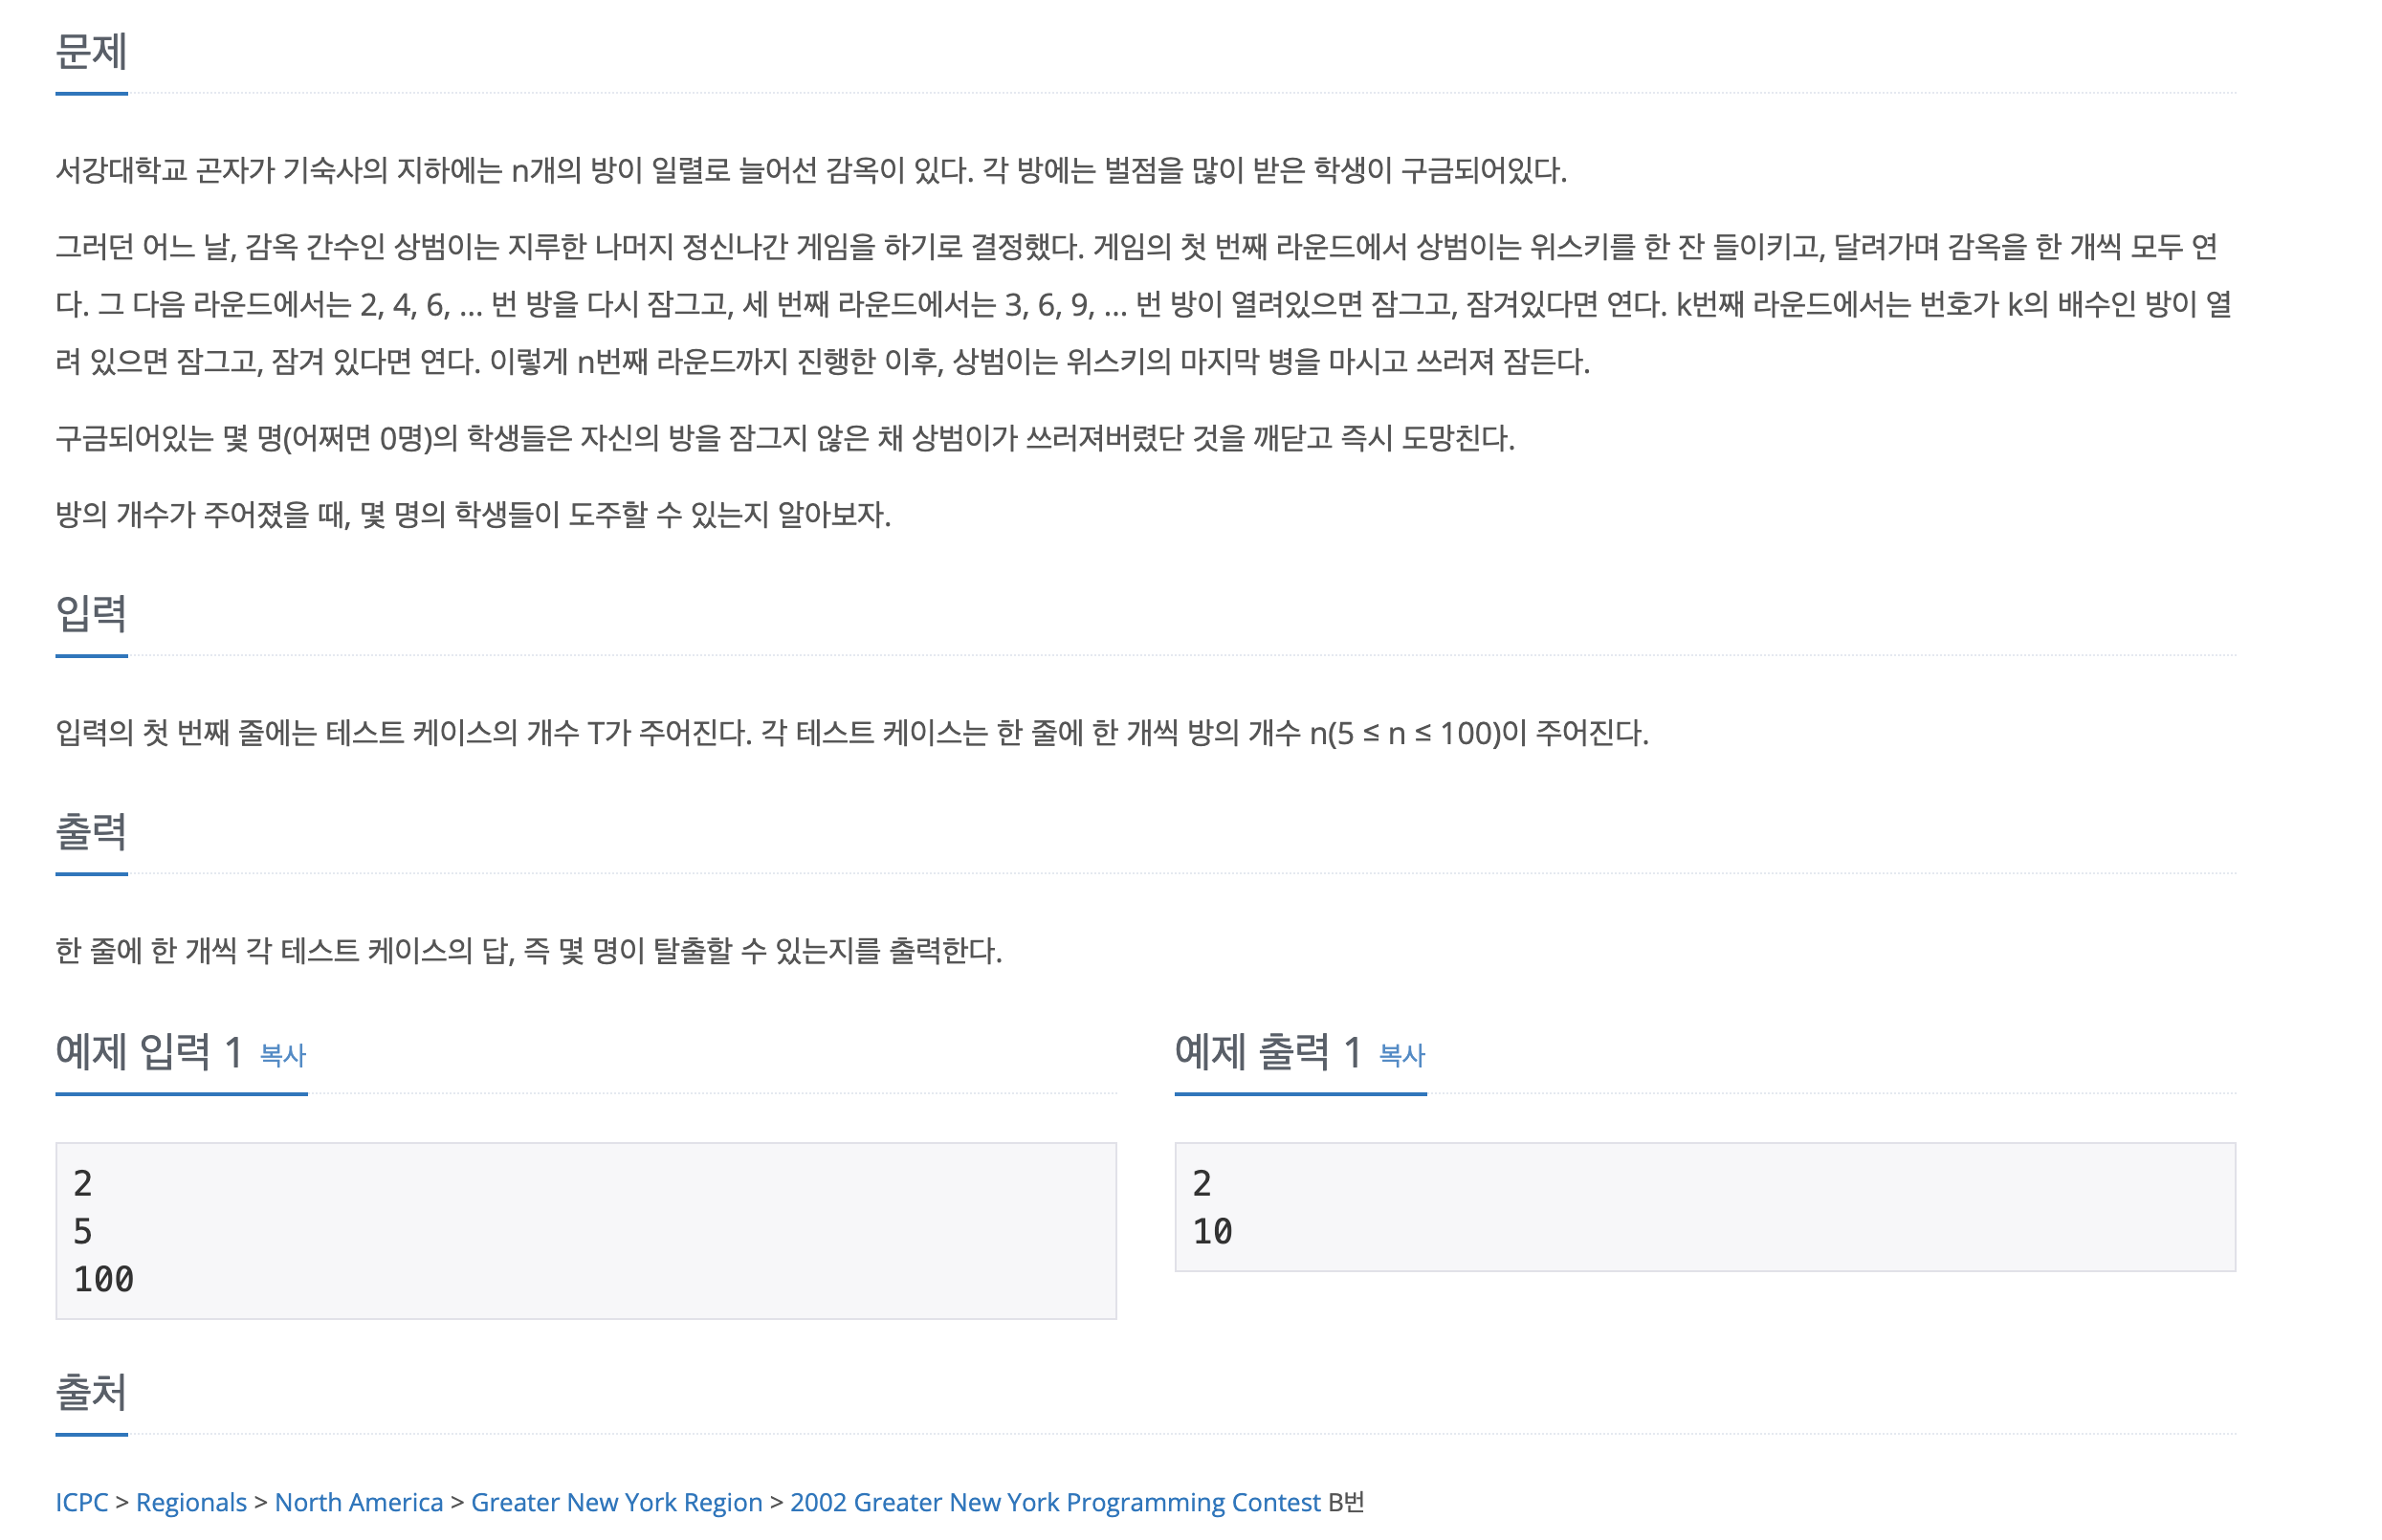 문제
서강대학교 곤자가 기숙사의 지하에는 n개의 방이 일렬로 늘어선 감옥이 있다. 각 방에는 벌점을 많이 받은 학생이 구금되어있다.
그러던 어느 날, 감옥 간수인 상범이는 지루한 나머지 정신나간 게임을 하기로 결정했다. 게임의 첫 번째 라운드에서 상범이는 위스키를 한 잔 들이키고, 달려가며 감옥을 한 개씩 모두 연
다. 그 다음 라운드에서는 2, 4, 6, ... 번 방을 다시 잠그고, 세 번째 라운드에서는 3, 6, 9, ... 번 방이 열려있으면 잠그고, 잠겨있다면 연다. k번째 라운드에서는 번호가 k의 배수인 방이 열
려 있으면 잠그고, 잠겨 있다면 연다. 이렇게 n번째 라운드까지 진행한 이후, 상범이는 위스키의 마지막 병을 마시고 쓰러져 잠든다.
구금되어있는 몇 명(어쩌면 0명)의 학생들은 자신의 방을 잠그지 않은 채 상범이가 쓰러져버렸단 것을 깨닫고 즉시 도망친다.
방의 개수가 주어졌을 때, 몇 명의 학생들이 도주할 수 있는지 알아보자.
입력
입력의 첫 번째 줄에는 테스트 케이스의 개수 T가 주어진다. 각 테스트 케이스는 한 줄에 한 개씩 방의 개수 n(5 ≤ n ≤ 100)이 주어진다.
출력
한 줄에 한 개씩 각 테스트 케이스의 답, 즉 몇 명이 탈출할 수 있는지를 출력한다.
예제 입력 1 복사
2
5
100
예제 출력 1 복사
2
10
출처
ICPC > Regionals > North America > Greater New York Region > 2002 Greater New York Programming Contest B번